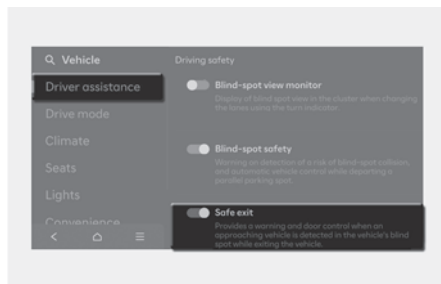 Vehicle
Driving safety
Driver assistance
Blind-spot view monitor
Display of blind spot view in the cluster when changing
the lanes using the turn indicator.
Drive mode
Climate
Blind-spot safety
Warning on detection of a risk of blind-spot collision,
and automatic vehicle control while departing a
parallel parking spot.
Seats
Lights
Convenience
Safe exit
Provides a warning and door control when an
approaching vehicle is detected in the vehicle's blind
spot while exiting the vehicle.